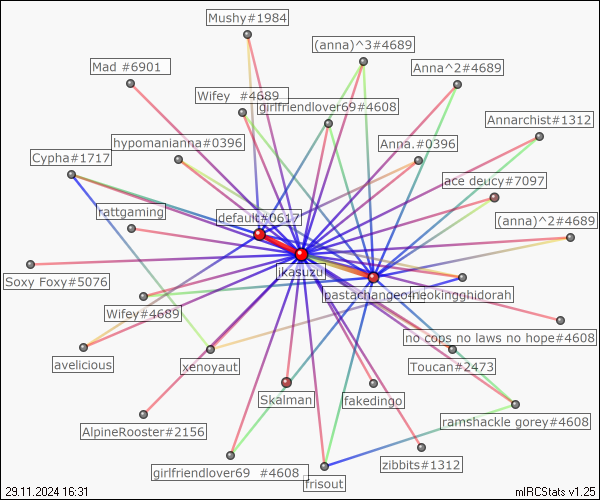 Mushy#1984
(anna)^3#4689
Mad #6901
Anna^2#4689
Wifey  #4689
girlfriendlover69#4608
Annarchist#1312
hypomanianna#0396
Anna.#0396
Cypha#1717
ace deucy#7097
rattgaming
default#0617
(anna)^2#4689
Soxy Foxy#5076
jkasuzu
neokingghidorah
Wifey#4689
no cops no laws no hope#4608
avelicious
xenoyaut
Toucan#2473
Skalman
fakedingo
AlpineRooster#2156
ramshackle gorey#4608
girlfriendlover69  #4608
zibbits#1312
frisout
29.11.2024 16:31
mIRCStats v1.25